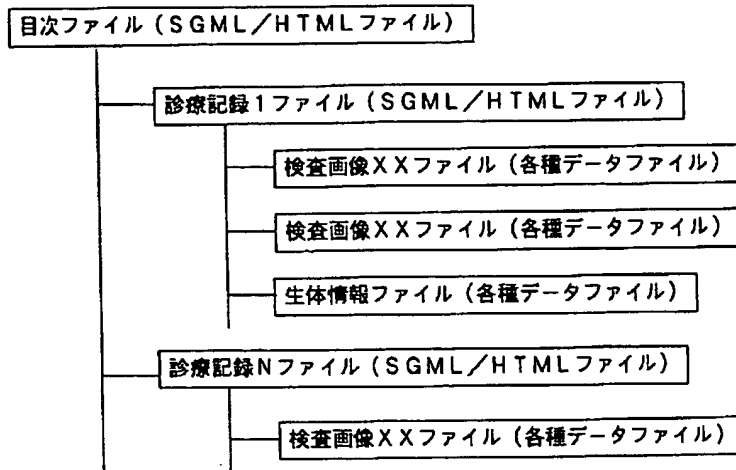 目次ファイル（ＳＧＭＬ／ＨＴＭＬファイル）
診療記録１ファイル（ＳＧＭＬ／ＨＴＭＬファイル）
検査画像ＸＸファイル（各種データファイル）
検査画像ＸＸファイル（各種データファイル）
生体情報ファイル（各種データファイル）
診療記録Ｎファイル（ＳＧＭＬ／ＨＴＭＬファイル）
検査画像ＸＸファイル（各種データファイル）